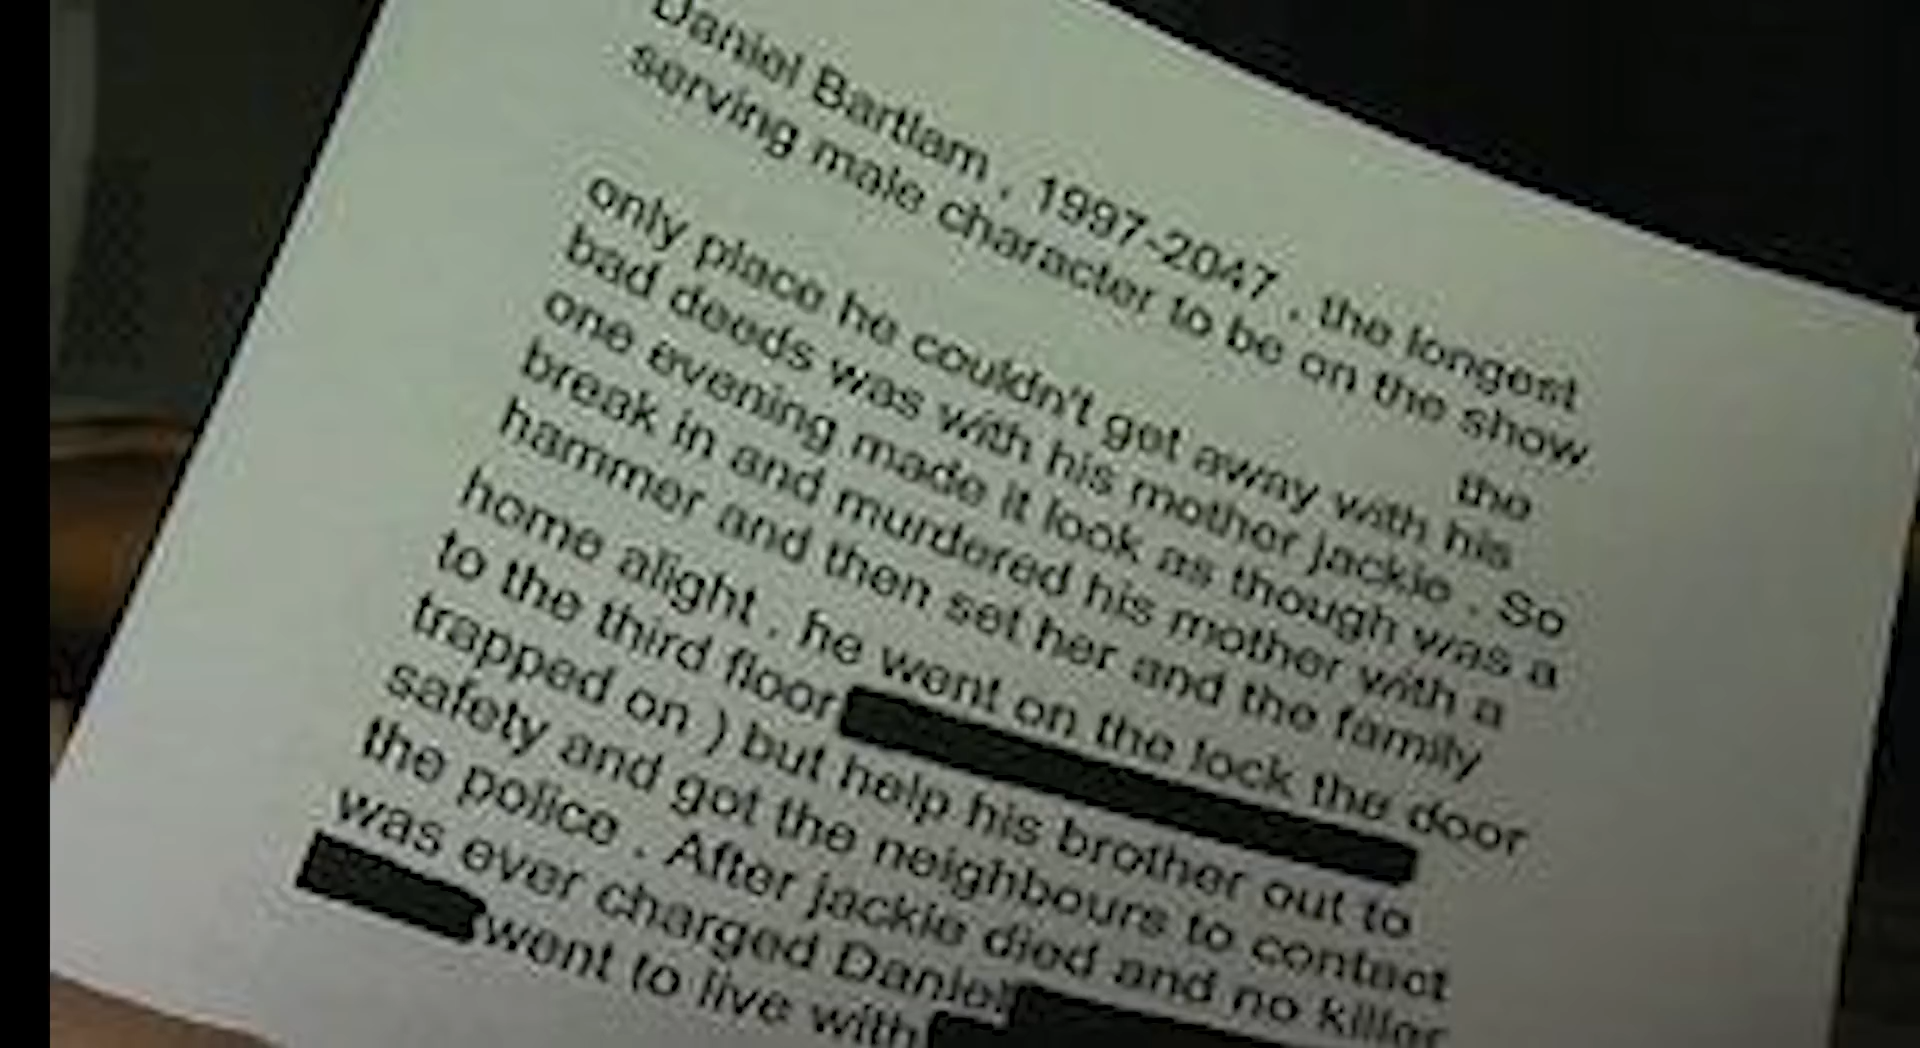 Daniel Bartlam , 1997-2047 , the longest
serving male character to be on the show
the
only place he couldn't get away with his
bad deeds was with his mother jackie . So
one evening made it look as though was a
break in and murdered his mother with a
hammer and then set her and the family
home alight . he went on the lock the door
to the third floor
trapped on ) but help his brother out to
safety and got the neighbours to contact
the police . After jackie died and no killer
was ever charged Daniel
went to live with